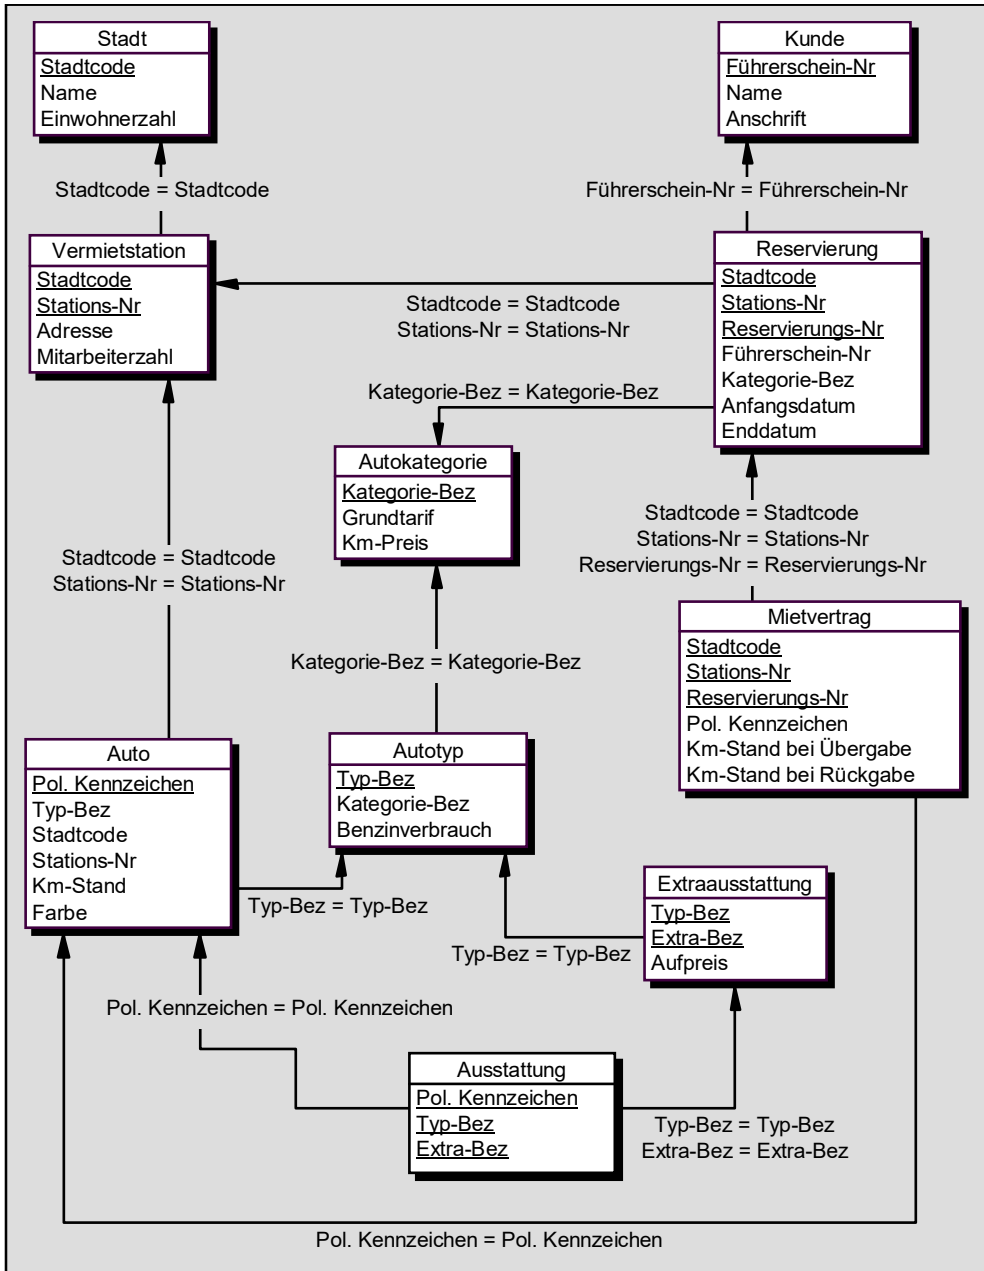 Stadt
Stadtcode
Name
Einwohnerzahl
Kunde
Führerschein-Nr
Name
Anschrift
Stadtcode = Stadtcode
Führerschein-Nr = Führerschein-Nr
Vermietstation
Stadtcode
Stations-Nr
Adresse
Mitarbeiterzahl
Stadtcode = Stadtcode
Stations-Nr = Stations-Nr
Reservierung
Stadtcode
Stations-Nr
Reservierungs-Nr
Führerschein-Nr
Kategorie-Bez
Anfangsdatum
Enddatum
Kategorie-Bez = Kategorie-Bez
Autokategorie
Kategorie-Bez
Grundtarif
Km-Preis
Stadtcode = Stadtcode
Stations-Nr = Stations-Nr
Reservierungs-Nr = Reservierungs-Nr
Stadtcode = Stadtcode
Stations-Nr = Stations-Nr
Kategorie-Bez = Kategorie-Bez
Mietvertrag
Stadtcode
Stations-Nr
Reservierungs-Nr
Pol. Kennzeichen
Km-Stand bei Übergabe
Km-Stand bei Rückgabe
Auto
Pol. Kennzeichen
Typ-Bez
Stadtcode
Stations-Nr
Km-Stand
Farbe
Autotyp
Typ-Bez
Kategorie-Bez
Benzinverbrauch
Typ-Bez = Typ-Bez
Extraausstattung
Typ-Bez
Extra-Bez
Aufpreis
Typ-Bez = Typ-Bez
Pol. Kennzeichen = Pol. Kennzeichen
Ausstattung
Pol. Kennzeichen
Typ-Bez
Extra-Bez
Typ-Bez = Typ-Bez
Extra-Bez = Extra-Bez
Pol. Kennzeichen = Pol. Kennzeichen